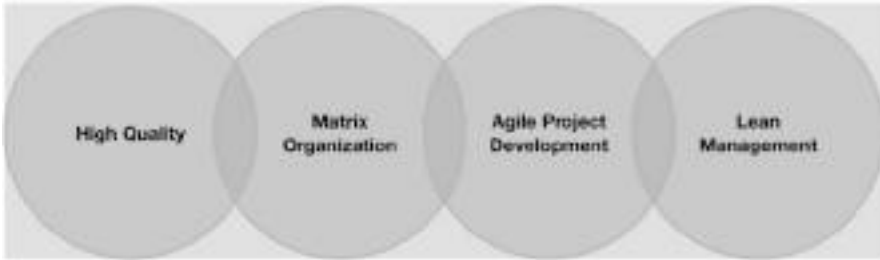 High Quality
Matrix
Organization
Agile Project
Development
Lean
Management